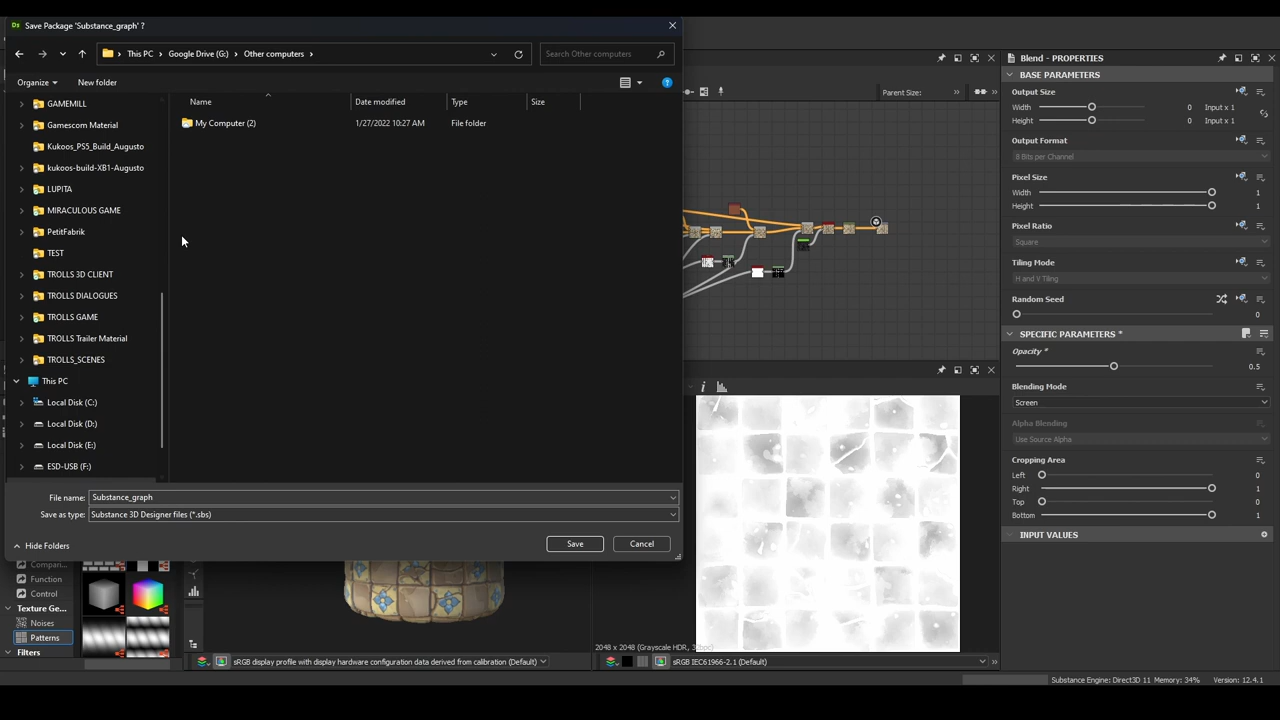 Save Package 'Substance_graph' ?
This PC
Google Drive (G:)
Other computers
Search Other computers
Organize
New folder
Name
Date modified
Type
Size
My Computer (2)
1/27/2022 10:27 AM
File folder
GAMEMILL
Gamescom Material
Kukoos_PS5_Build_Augusto
kukoos-build-XB1-Augusto
LUPITA
MIRACULOUS GAME
PetitFabrik
TEST
TROLLS 3D CLIENT
TROLLS DIALOGUES
TROLLS GAME
TROLLS Trailer Material
TROLLS_SCENES
This PC
Local Disk (C:)
Local Disk (D:)
Local Disk (E:)
ESD-USB (F:)
File name:
Substance_graph
Save as type:
Substance 3D Designer files (*.sbs)
Hide Folders
Save
Cancel
Compari...
Function
Control
Texture Ge...
Noises
Patterns
Filters
sRGB display profile with display hardware configuration data derived from calibration (Default)
Parent Size:
2048 x 2048 (Grayscale HDR,
sRGB IEC61966-2.1 (Default)
Blend - PROPERTIES
BASE PARAMETERS
Output Size
Width 0 Input x 1
Height 0 Input x 1
Output Format
8 Bits per Channel
Pixel Size
Width 1
Height 1
Pixel Ratio
Square
Tiling Mode
H and V Tiling
Random Seed
0
SPECIFIC PARAMETERS *
Opacity *
0.5
Blending Mode
Screen
Alpha Blending
Use Source Alpha
Cropping Area
Left 0
Right 1
Top 0
Bottom 1
INPUT VALUES
Substance Engine: Direct3D 11 Memory: 34%
Version: 12.4.1